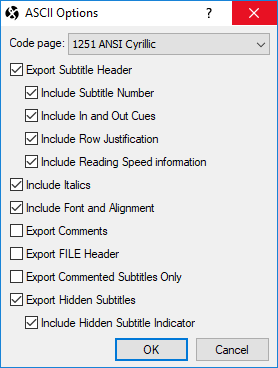 ASCII Options
Code page: 1251 ANSI Cyrillic
Export Subtitle Header
Include Subtitle Number
Include In and Out Cues
Include Row Justification
Include Reading Speed information
Include Italics
Include Font and Alignment
Export Comments
Export FILE Header
Export Commented Subtitles Only
Export Hidden Subtitles
Include Hidden Subtitle Indicator
OK Cancel